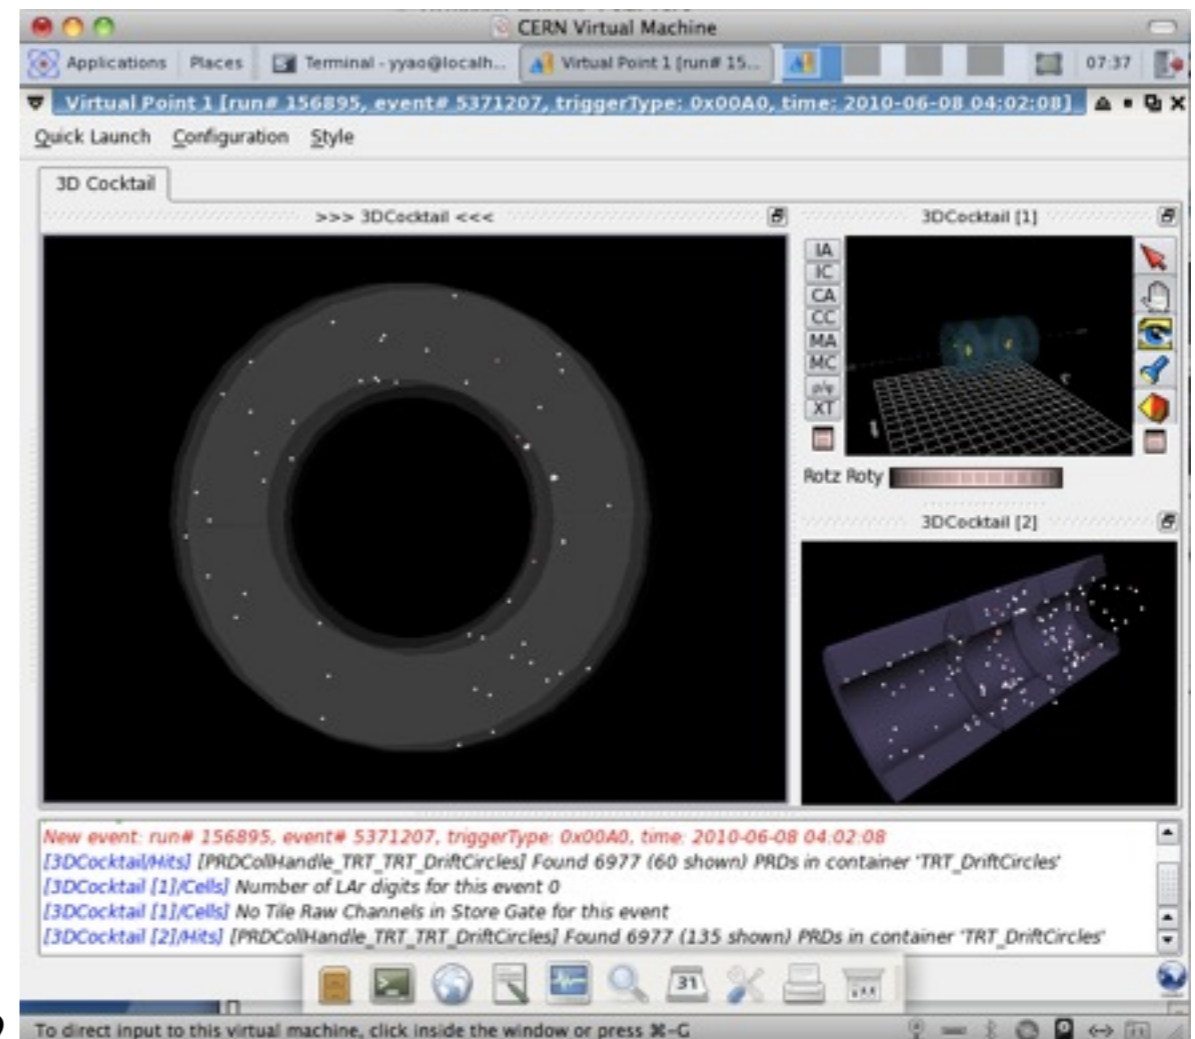 CERN Virtual Machine
Applications Places Terminal - yyao@localh... Virtual Point 1 [run# 15... 07:37
Virtual Point 1 [run# 156895, event# 5371207, triggerType: 0x00A0, time: 2010-06-08 04:02:08]
Quick Launch Configuration Style
3D Cocktail
>>> 3DCocktail <<<
3DCocktail [1]
IA
IC
CA
CC
MA
MC
XT
Rotz Roty
3DCocktail [2]
New event: run# 156895, event# 5371207, triggerType: 0x00A0, time: 2010-06-08 04:02:08
[3DCocktail/Hits] [PRDCollHandle_TRT_TRT_DriftCircles] Found 6977 (60 shown) PRDs in container 'TRT_DriftCircles'
[3DCocktail [1]/Cells] Number of LAr digits for this event 0
[3DCocktail [1]/Cells] No Tile Raw Channels in Store Gate for this event
[3DCocktail [2]/Hits] [PRDCollHandle_TRT_TRT_DriftCircles] Found 6977 (135 shown) PRDs in container 'TRT_DriftCircles'
31
To direct input to this virtual machine, click inside the window or press ⌘-G